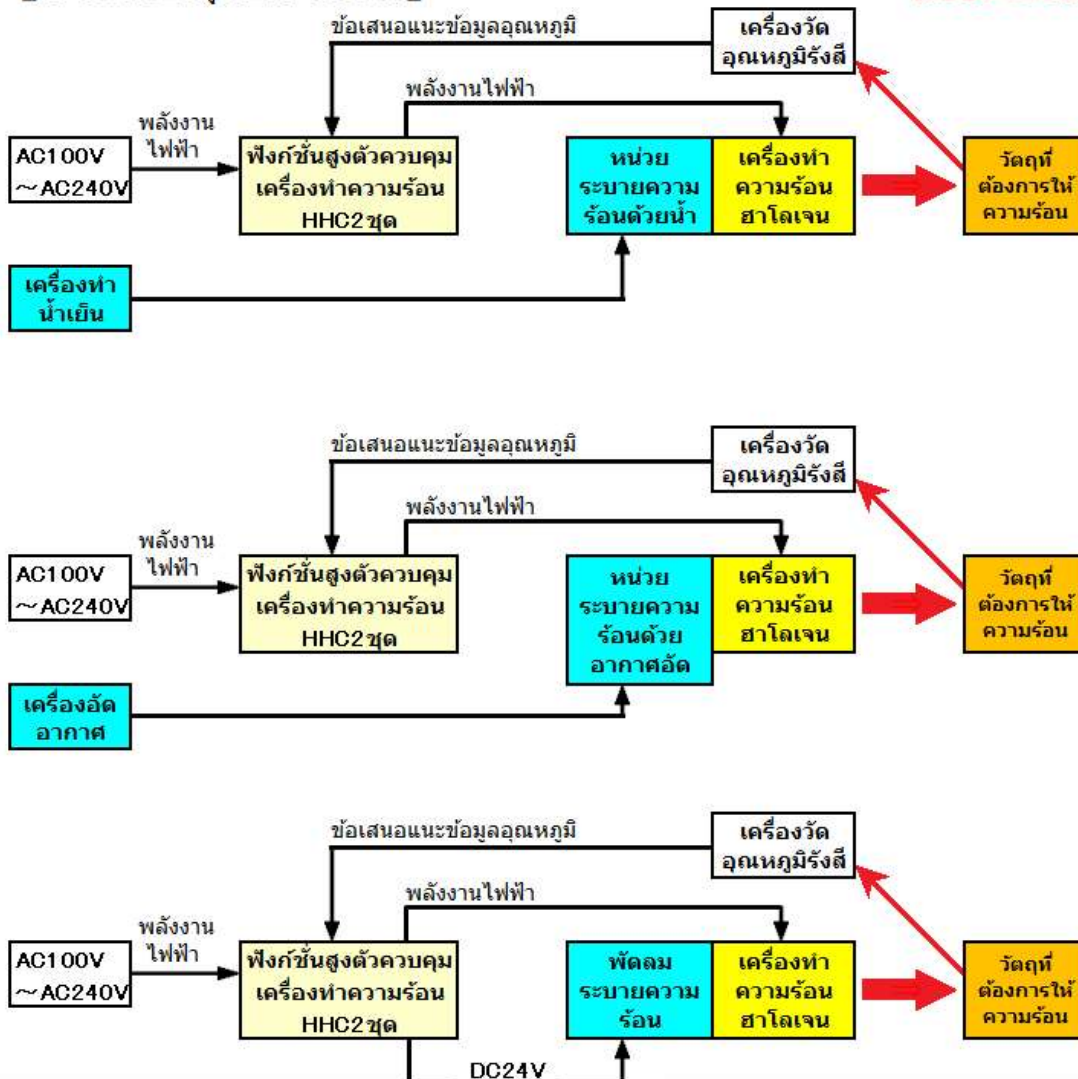 ข้อเสนอแนะข้อมูลอุณหภูมิ
เครื่องวัด
อุณหภูมิรังสี
พลังงานไฟฟ้า
พลังงาน
ไฟฟ้า
AC100V
～AC240V
ฟังก์ชั่นสูงตัวควบคุม
เครื่องทำความร้อน
HHC2ชุด
หน่วย
ระบายความ
ร้อนด้วยน้ำ
เครื่องทำ
ความร้อน
ฮาโลเจน
วัตถุที่
ต้องการให้
ความร้อน
เครื่องทำ
น้ำเย็น
ข้อเสนอแนะข้อมูลอุณหภูมิ
เครื่องวัด
อุณหภูมิรังสี
พลังงานไฟฟ้า
พลังงาน
ไฟฟ้า
AC100V
～AC240V
ฟังก์ชั่นสูงตัวควบคุม
เครื่องทำความร้อน
HHC2ชุด
หน่วย
ระบายความ
ร้อนด้วย
อากาศอัด
เครื่องทำ
ความร้อน
ฮาโลเจน
วัตถุที่
ต้องการให้
ความร้อน
เครื่องอัด
อากาศ
ข้อเสนอแนะข้อมูลอุณหภูมิ
เครื่องวัด
อุณหภูมิรังสี
พลังงานไฟฟ้า
พลังงาน
ไฟฟ้า
AC100V
～AC240V
ฟังก์ชั่นสูงตัวควบคุม
เครื่องทำความร้อน
HHC2ชุด
พัดลม
ระบายความ
ร้อน
เครื่องทำ
ความร้อน
ฮาโลเจน
วัตถุที่
ต้องการให้
ความร้อน
DC24V